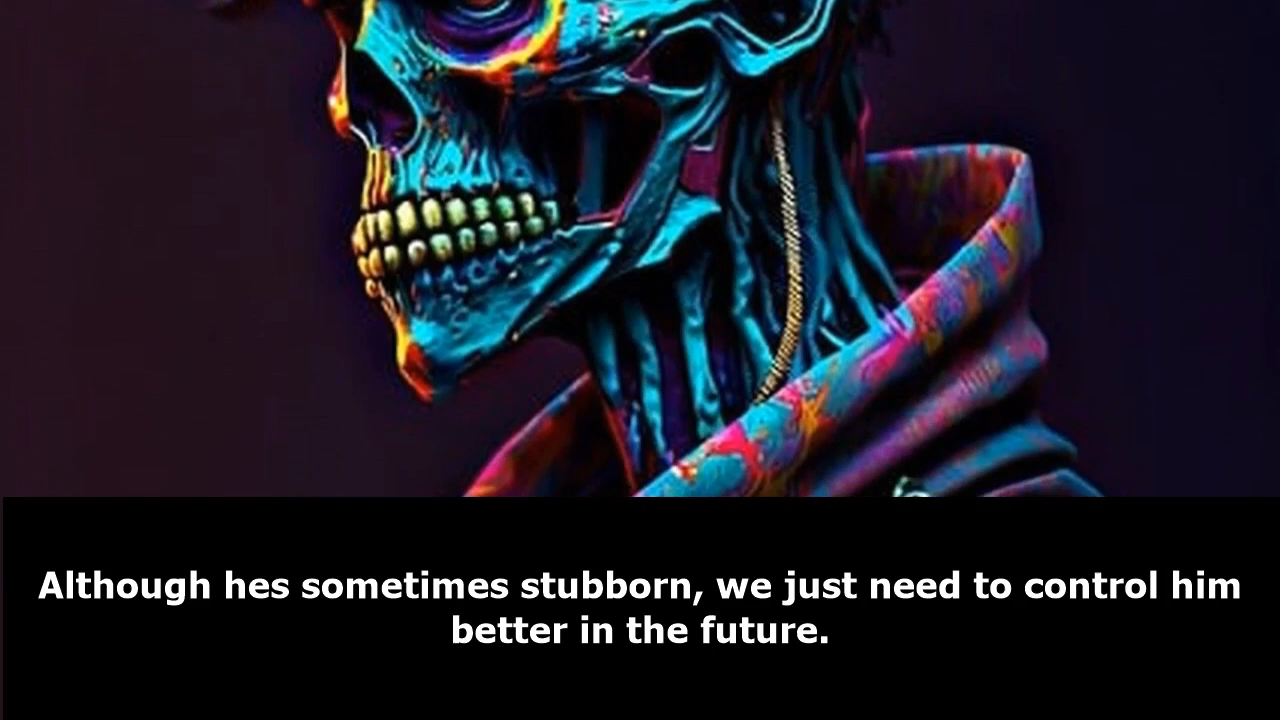 Although hes sometimes stubborn, we just need to control him
better in the future.